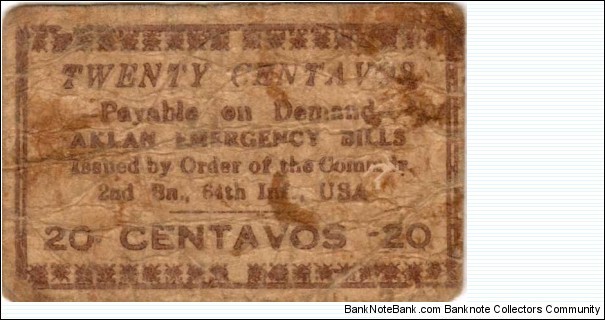 TWENTY CENTAVOS
Payable on Demand
AKLAN EMERGENCY BILLS
Issued by Order of the Commdr.
2nd Bn., 64th Inf., USA
20 CENTAVOS 20
BankNoteBank.com - Banknote Collectors Community